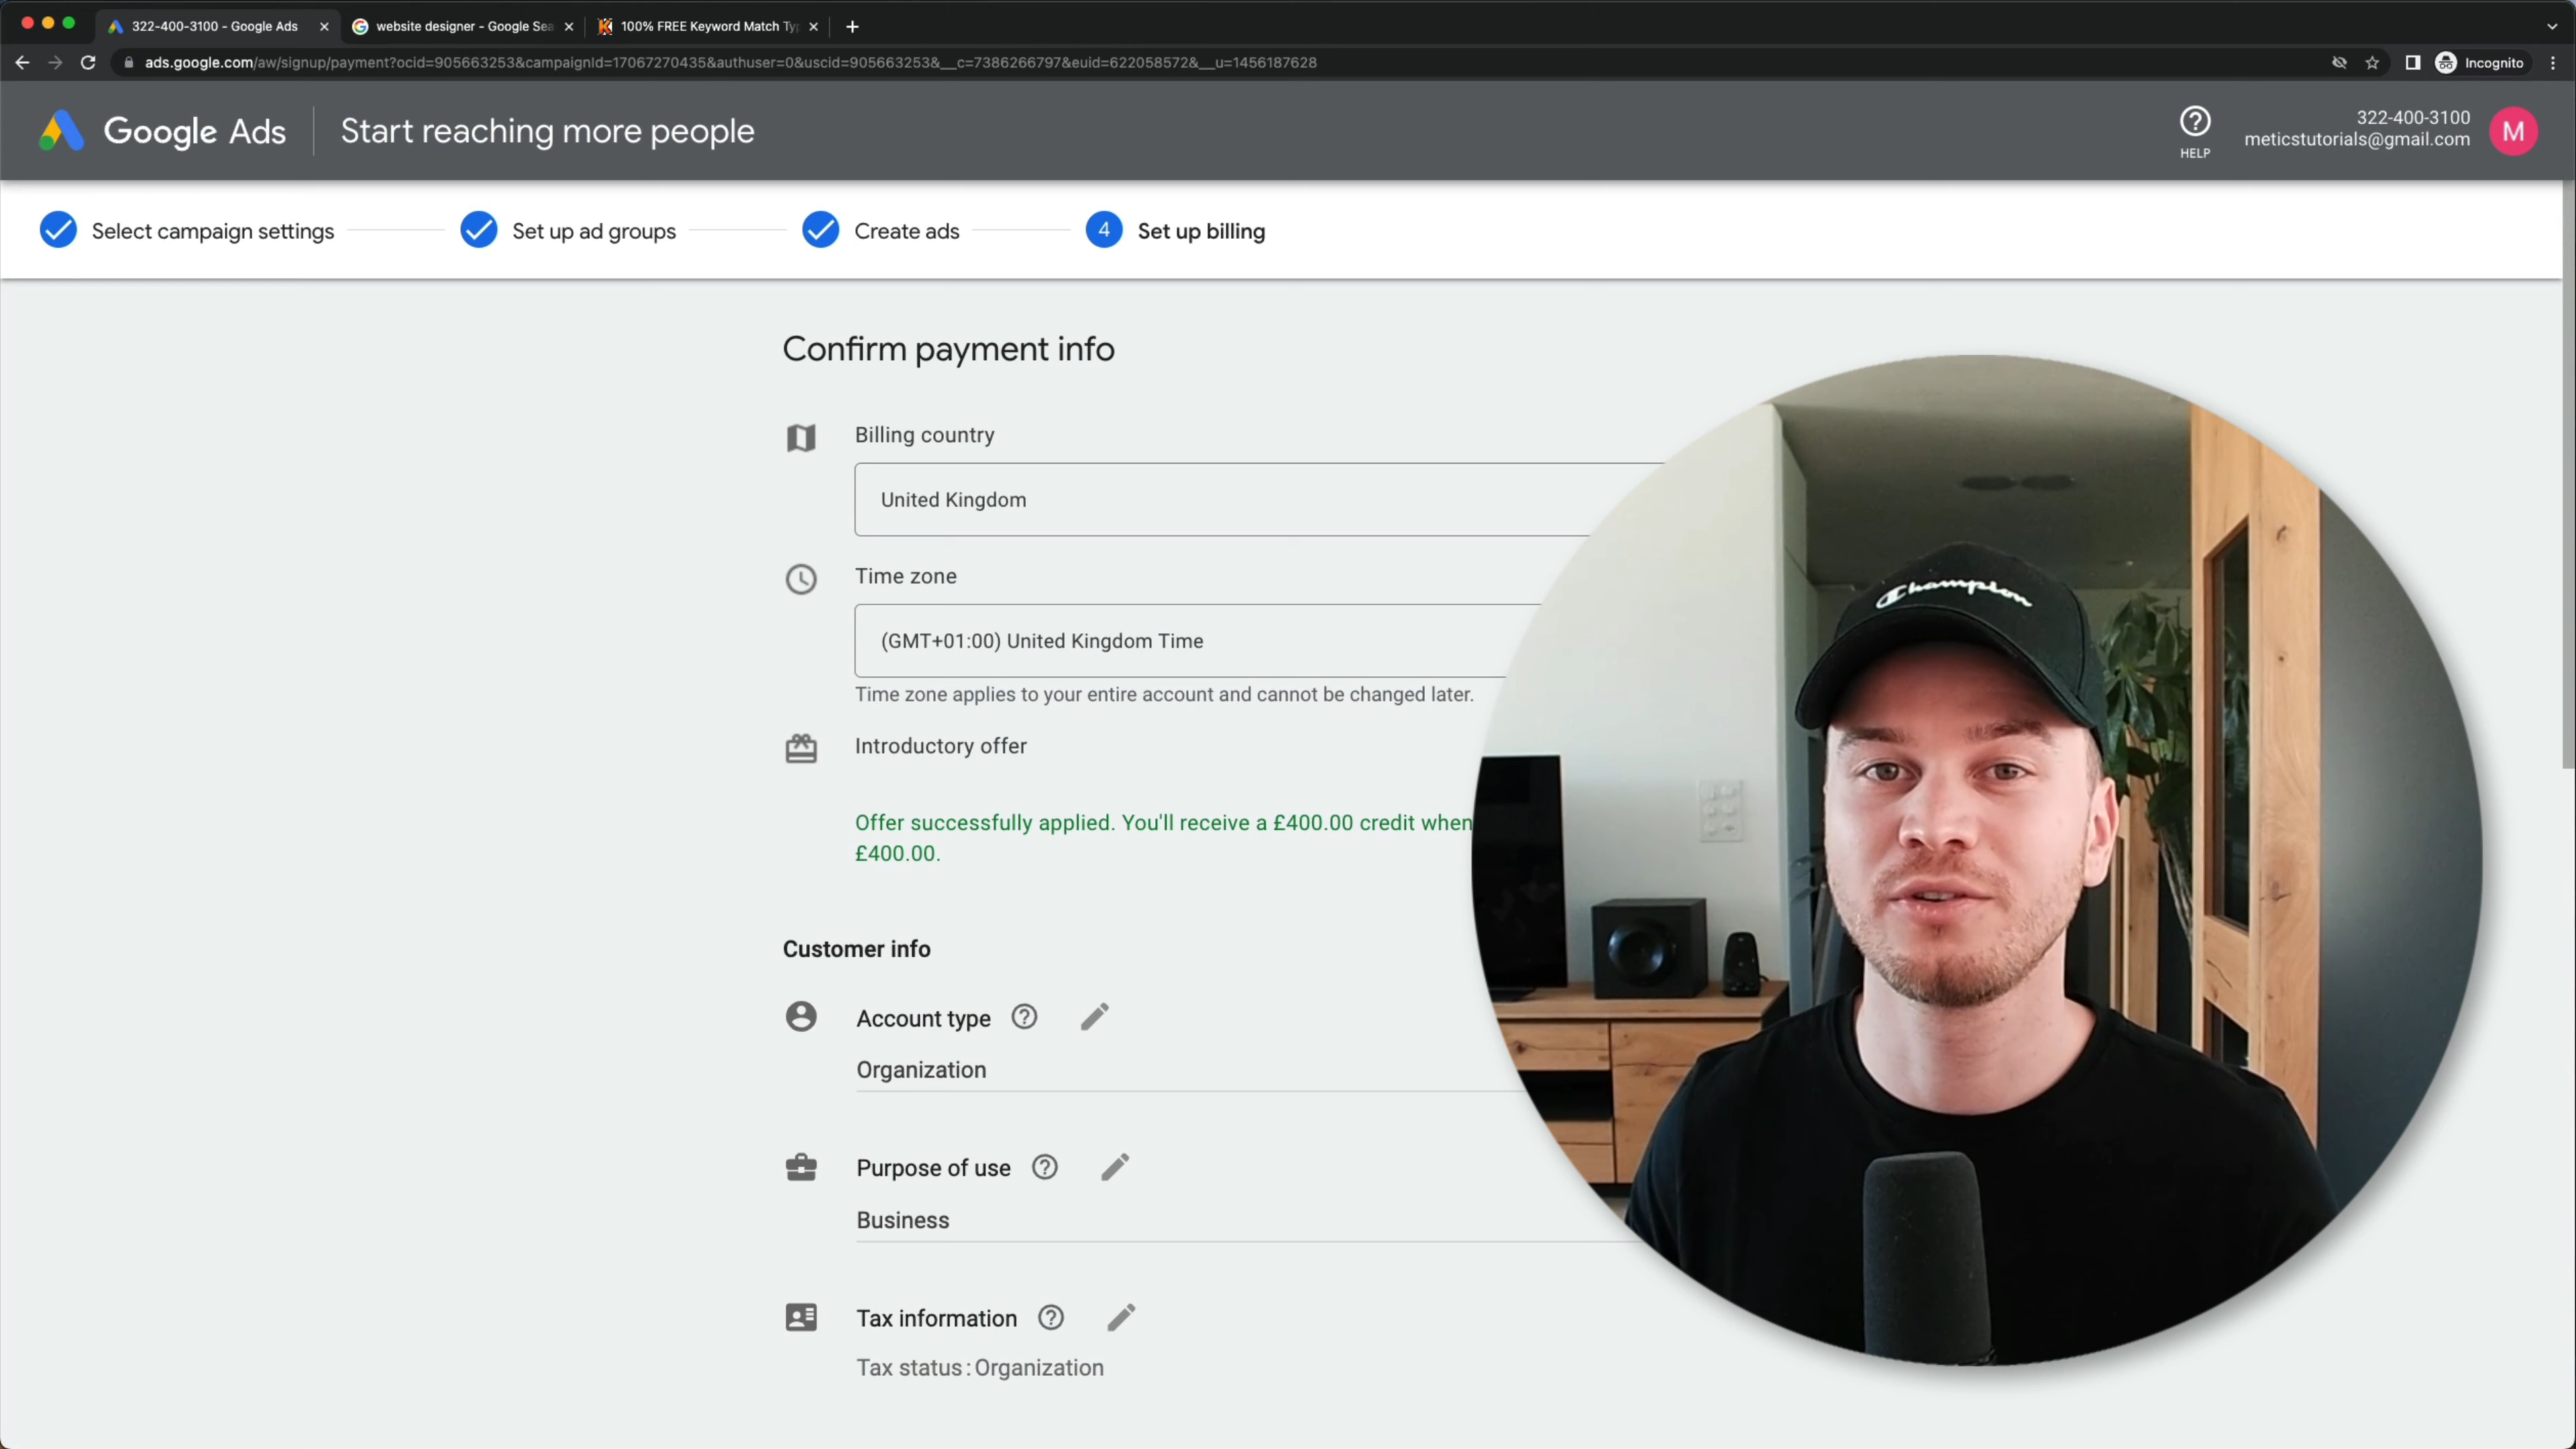 322-400-3100 - Google Ads
website designer - Google Sea
100% FREE Keyword Match Ty
ads.google.com/aw/signup/payment?ocid=905663253&campaignId=17067270435&authuser=0&uscid=905663253&__c=7386266797&euid=622058572&__u=1456187628
Incognito
Google Ads
Start reaching more people
HELP
322-400-3100
meticstutorials@gmail.com
M
Select campaign settings
Set up ad groups
Create ads
4
Set up billing
Confirm payment info
Billing country
United Kingdom
Time zone
(GMT+01:00) United Kingdom Time
Time zone applies to your entire account and cannot be changed later.
Introductory offer
Offer successfully applied. You'll receive a £400.00 credit when
£400.00.
Customer info
Account type
Organization
Purpose of use
Business
Tax information
Tax status : Organization
Champion